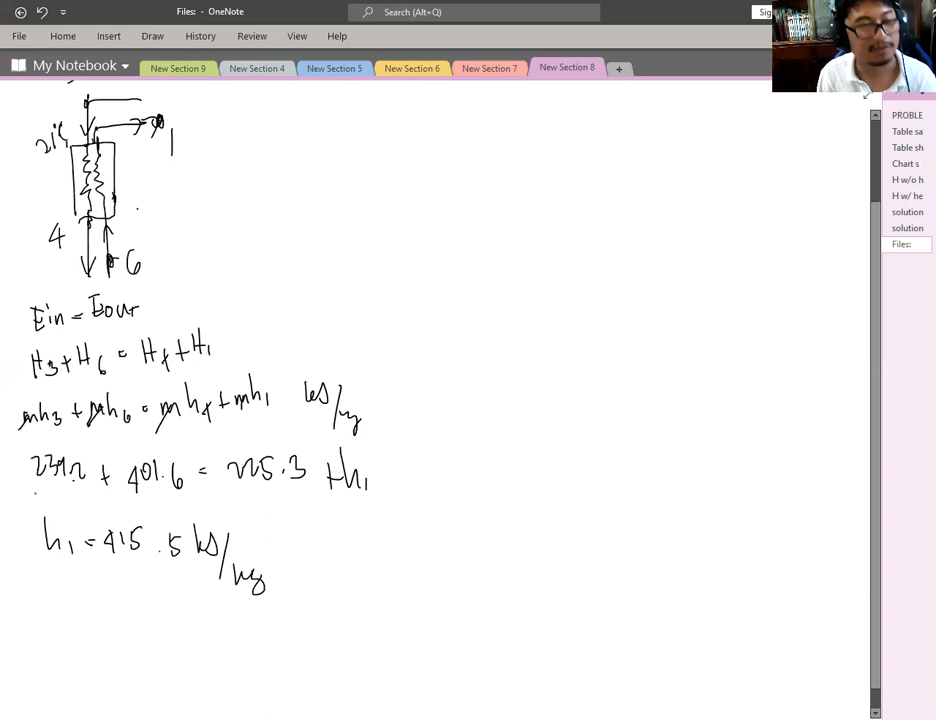 Files: - OneNote
Search (Alt+Q)
Sig
File Home Insert Draw History Review View Help
My Notebook
New Section 9
New Section 4
New Section 5
New Section 6
New Section 7
New Section 8
PROBLE
Table sa
Table sh
Chart s
H w/o h
H w/ he
solution
solution
Files:
1
4
6
Ein = Eout
H3 + H6 = H4 + H1
mh3 + mh6 = mh4 + mh1 kJ/kg
239.2 + 401.6 = 225.3 + h1
h1 = 415.5 kJ/kg